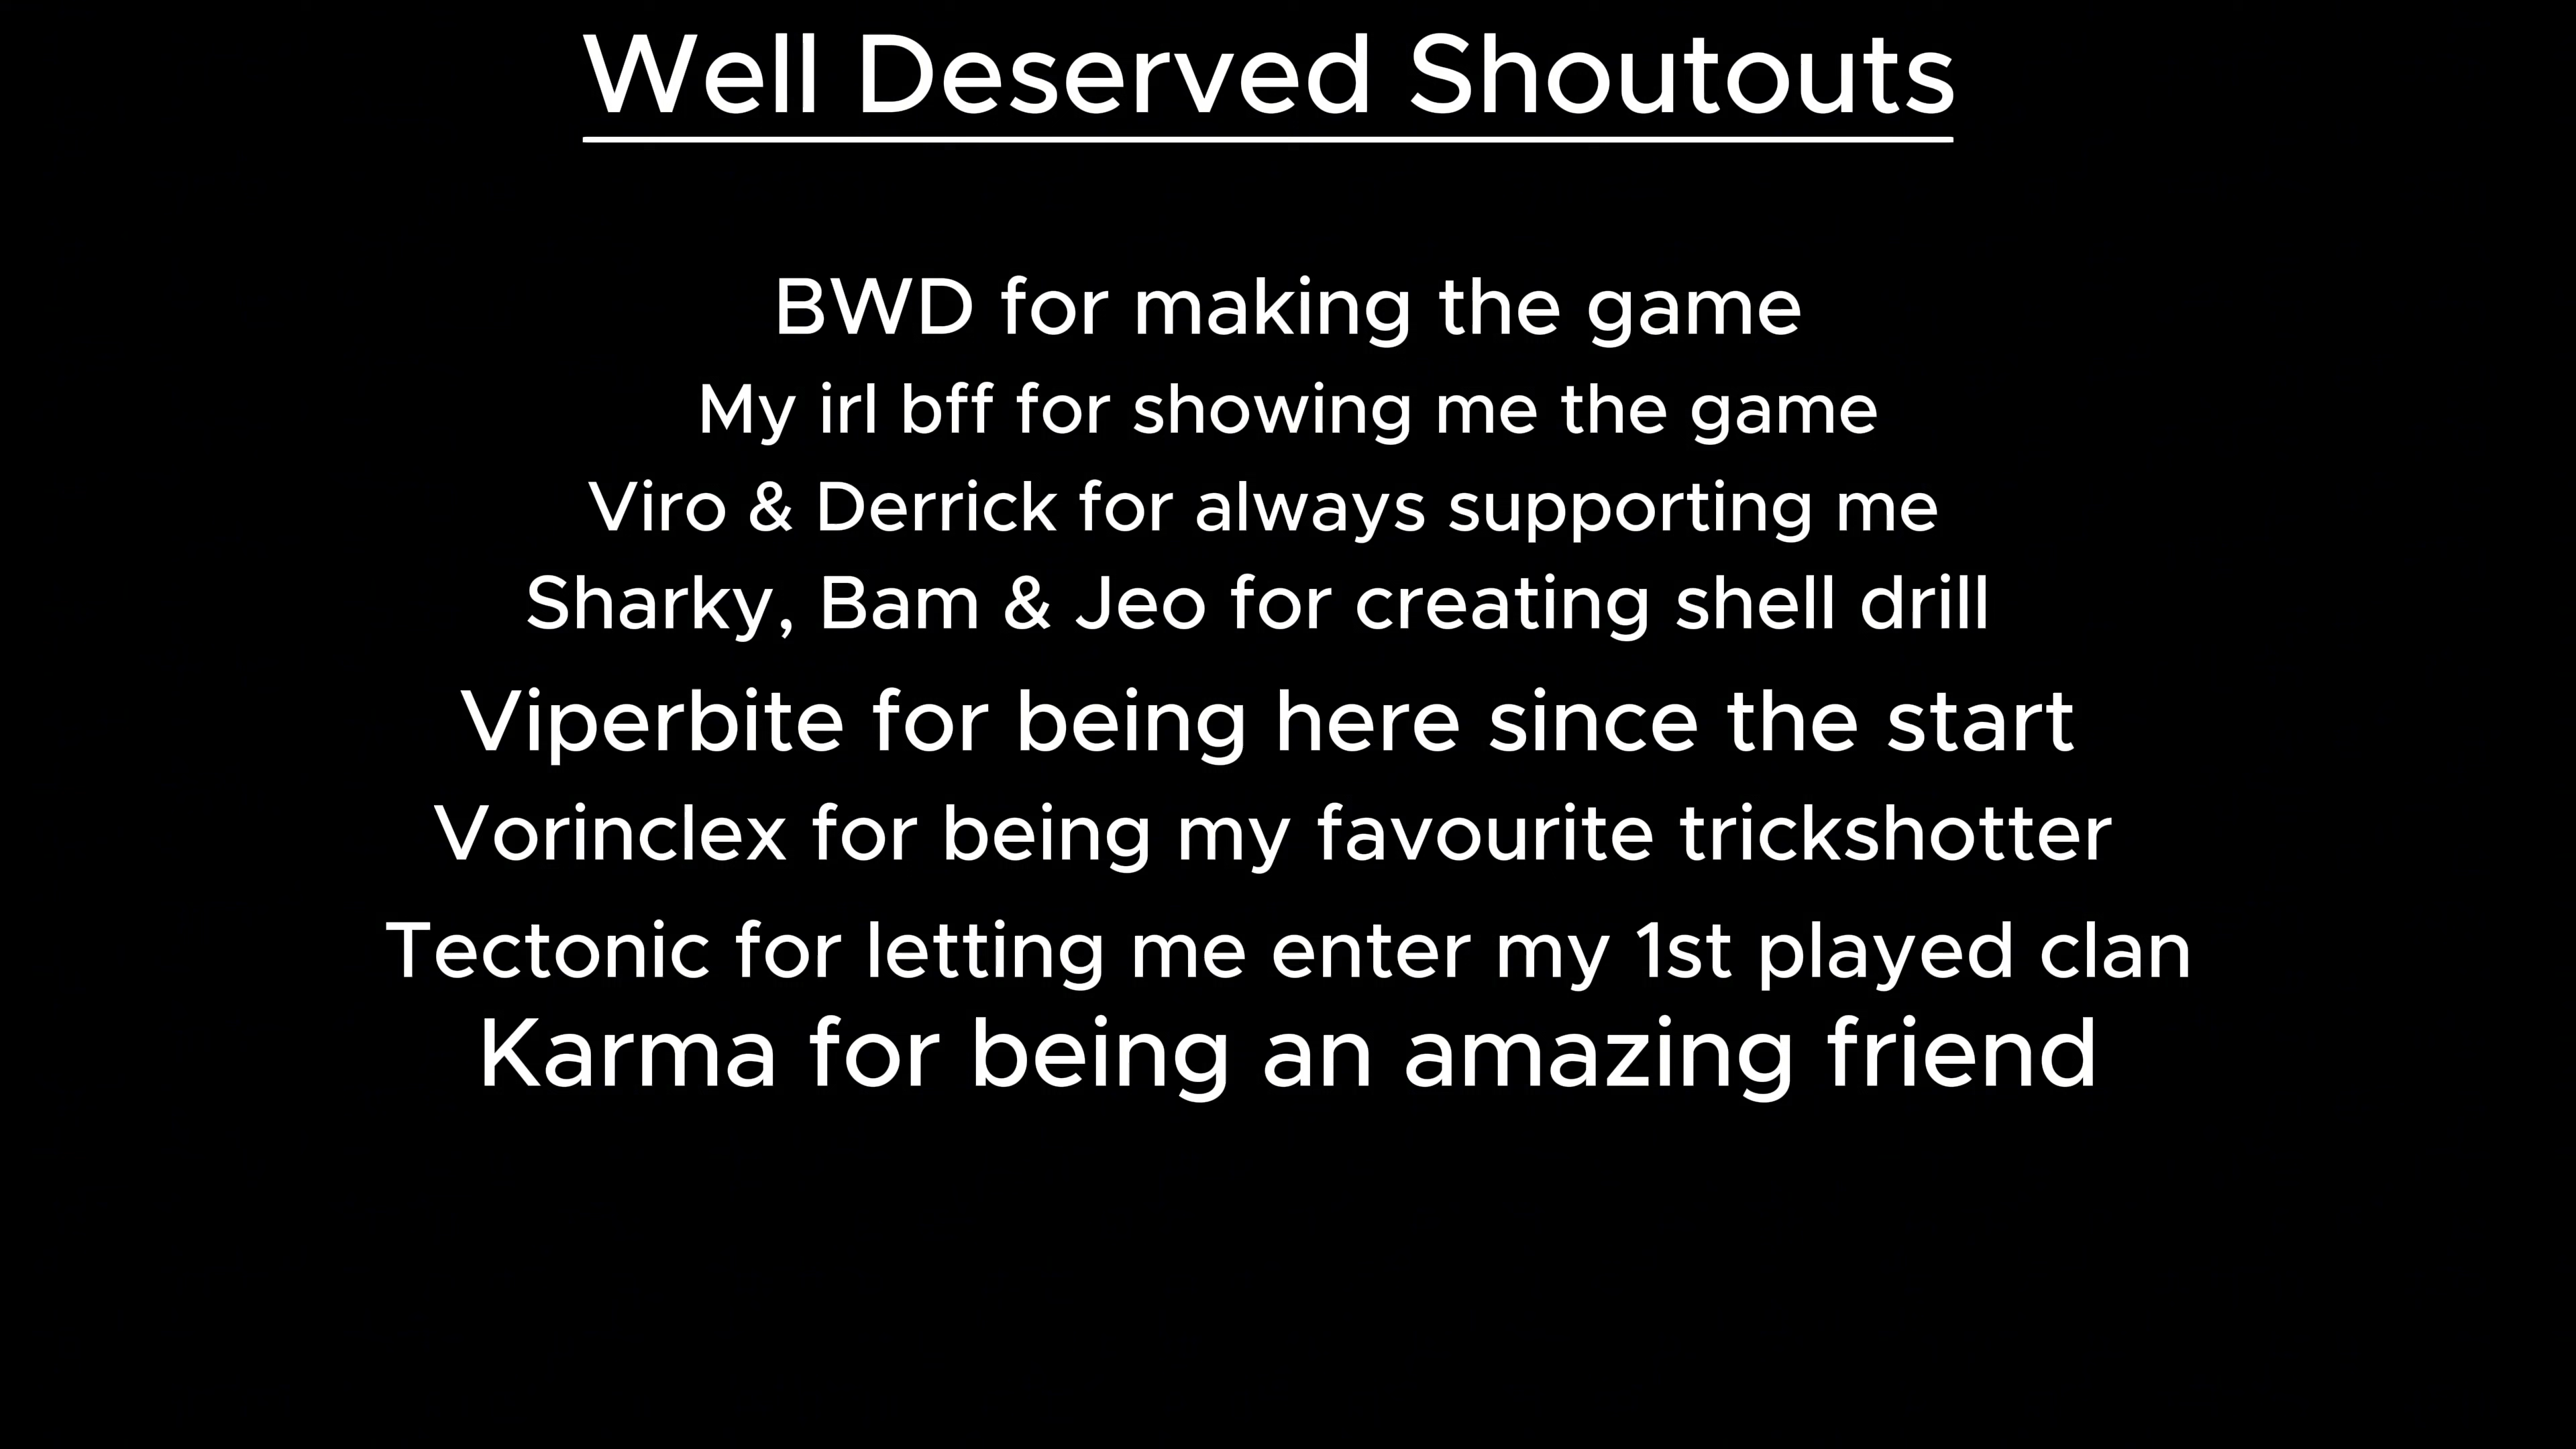 Well Deserved Shoutouts
BWD for making the game
My irl bff for showing me the game
Viro & Derrick for always supporting me
Sharky, Bam & Jeo for creating shell drill
Viperbite for being here since the start
Vorinclex for being my favourite trickshotter
Tectonic for letting me enter my 1st played clan
Karma for being an amazing friend